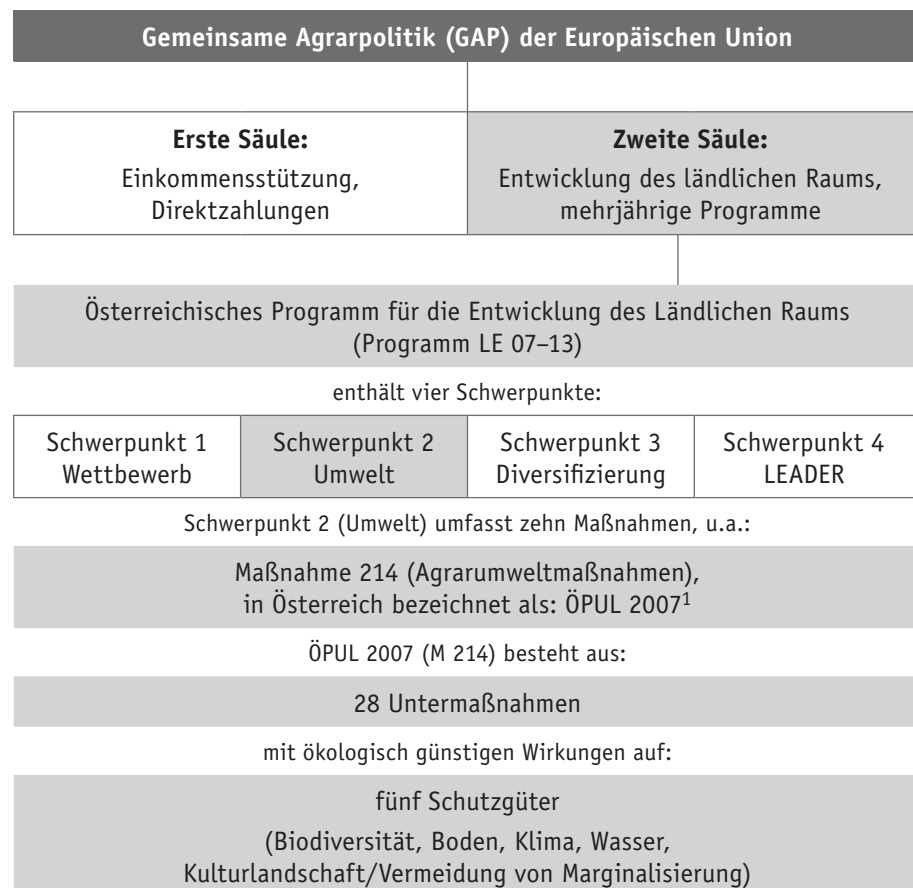 Gemeinsame Agrarpolitik (GAP) der Europäischen Union
Erste Säule:
Einkommensstützung,
Direktzahlungen
Zweite Säule:
Entwicklung des ländlichen Raums,
mehrjährige Programme
Österreichisches Programm für die Entwicklung des Ländlichen Raums
(Programm LE 07–13)
enthält vier Schwerpunkte:
Schwerpunkt 1
Wettbewerb
Schwerpunkt 2
Umwelt
Schwerpunkt 3
Diversifizierung
Schwerpunkt 4
LEADER
Schwerpunkt 2 (Umwelt) umfasst zehn Maßnahmen, u.a.:
Maßnahme 214 (Agrarumweltmaßnahmen),
in Österreich bezeichnet als: ÖPUL 2007¹
ÖPUL 2007 (M 214) besteht aus:
28 Untermaßnahmen
mit ökologisch günstigen Wirkungen auf:
fünf Schutzgüter
(Biodiversität, Boden, Klima, Wasser,
Kulturlandschaft/Vermeidung von Marginalisierung)